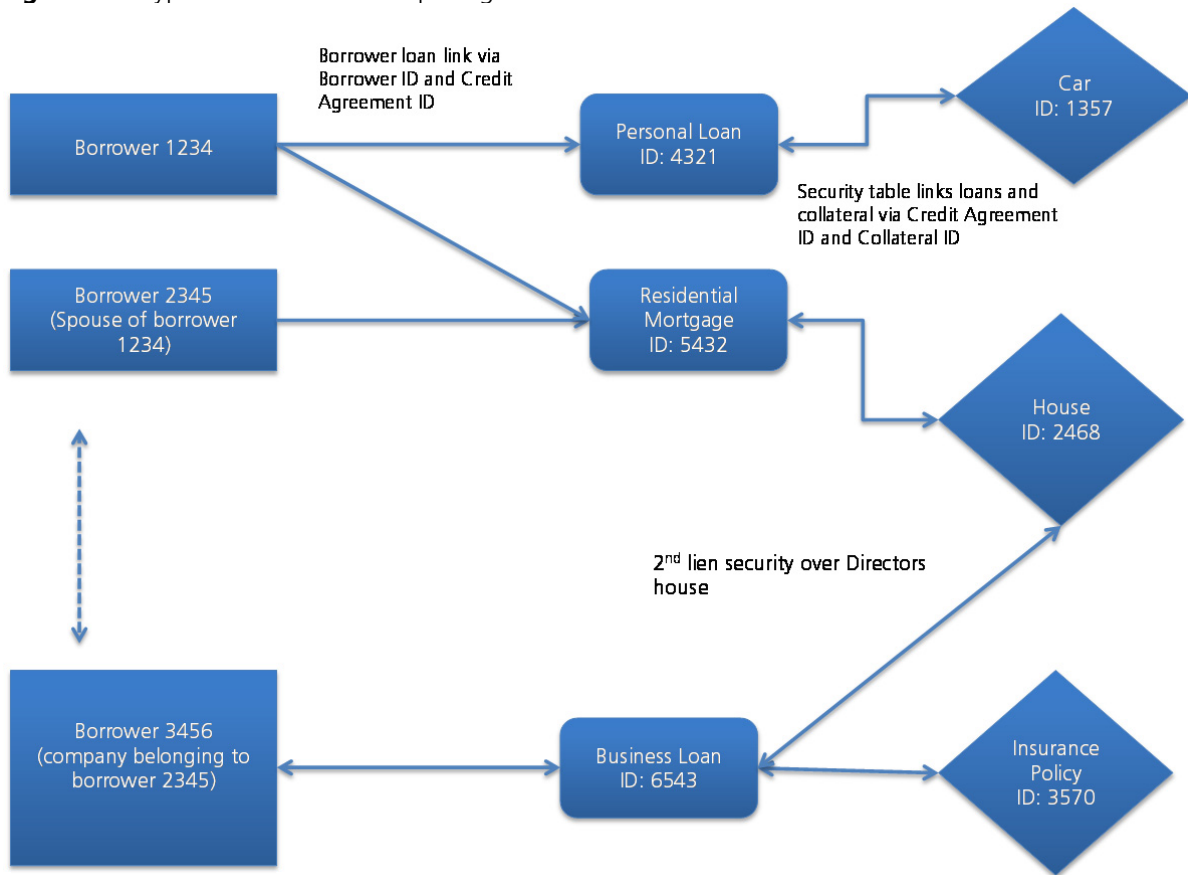 Borrower loan link via
Borrower ID and Credit
Agreement ID
Car
ID: 1357
Borrower 1234
Personal Loan
ID: 4321
Security table links loans and
collateral via Credit Agreement
ID and Collateral ID
Borrower 2345
(Spouse of borrower
1234)
Residential
Mortgage
ID: 5432
House
ID: 2468
2nd lien security over Directors
house
Borrower 3456
(company belonging to
borrower 2345)
Business Loan
ID: 6543
Insurance
Policy
ID: 3570